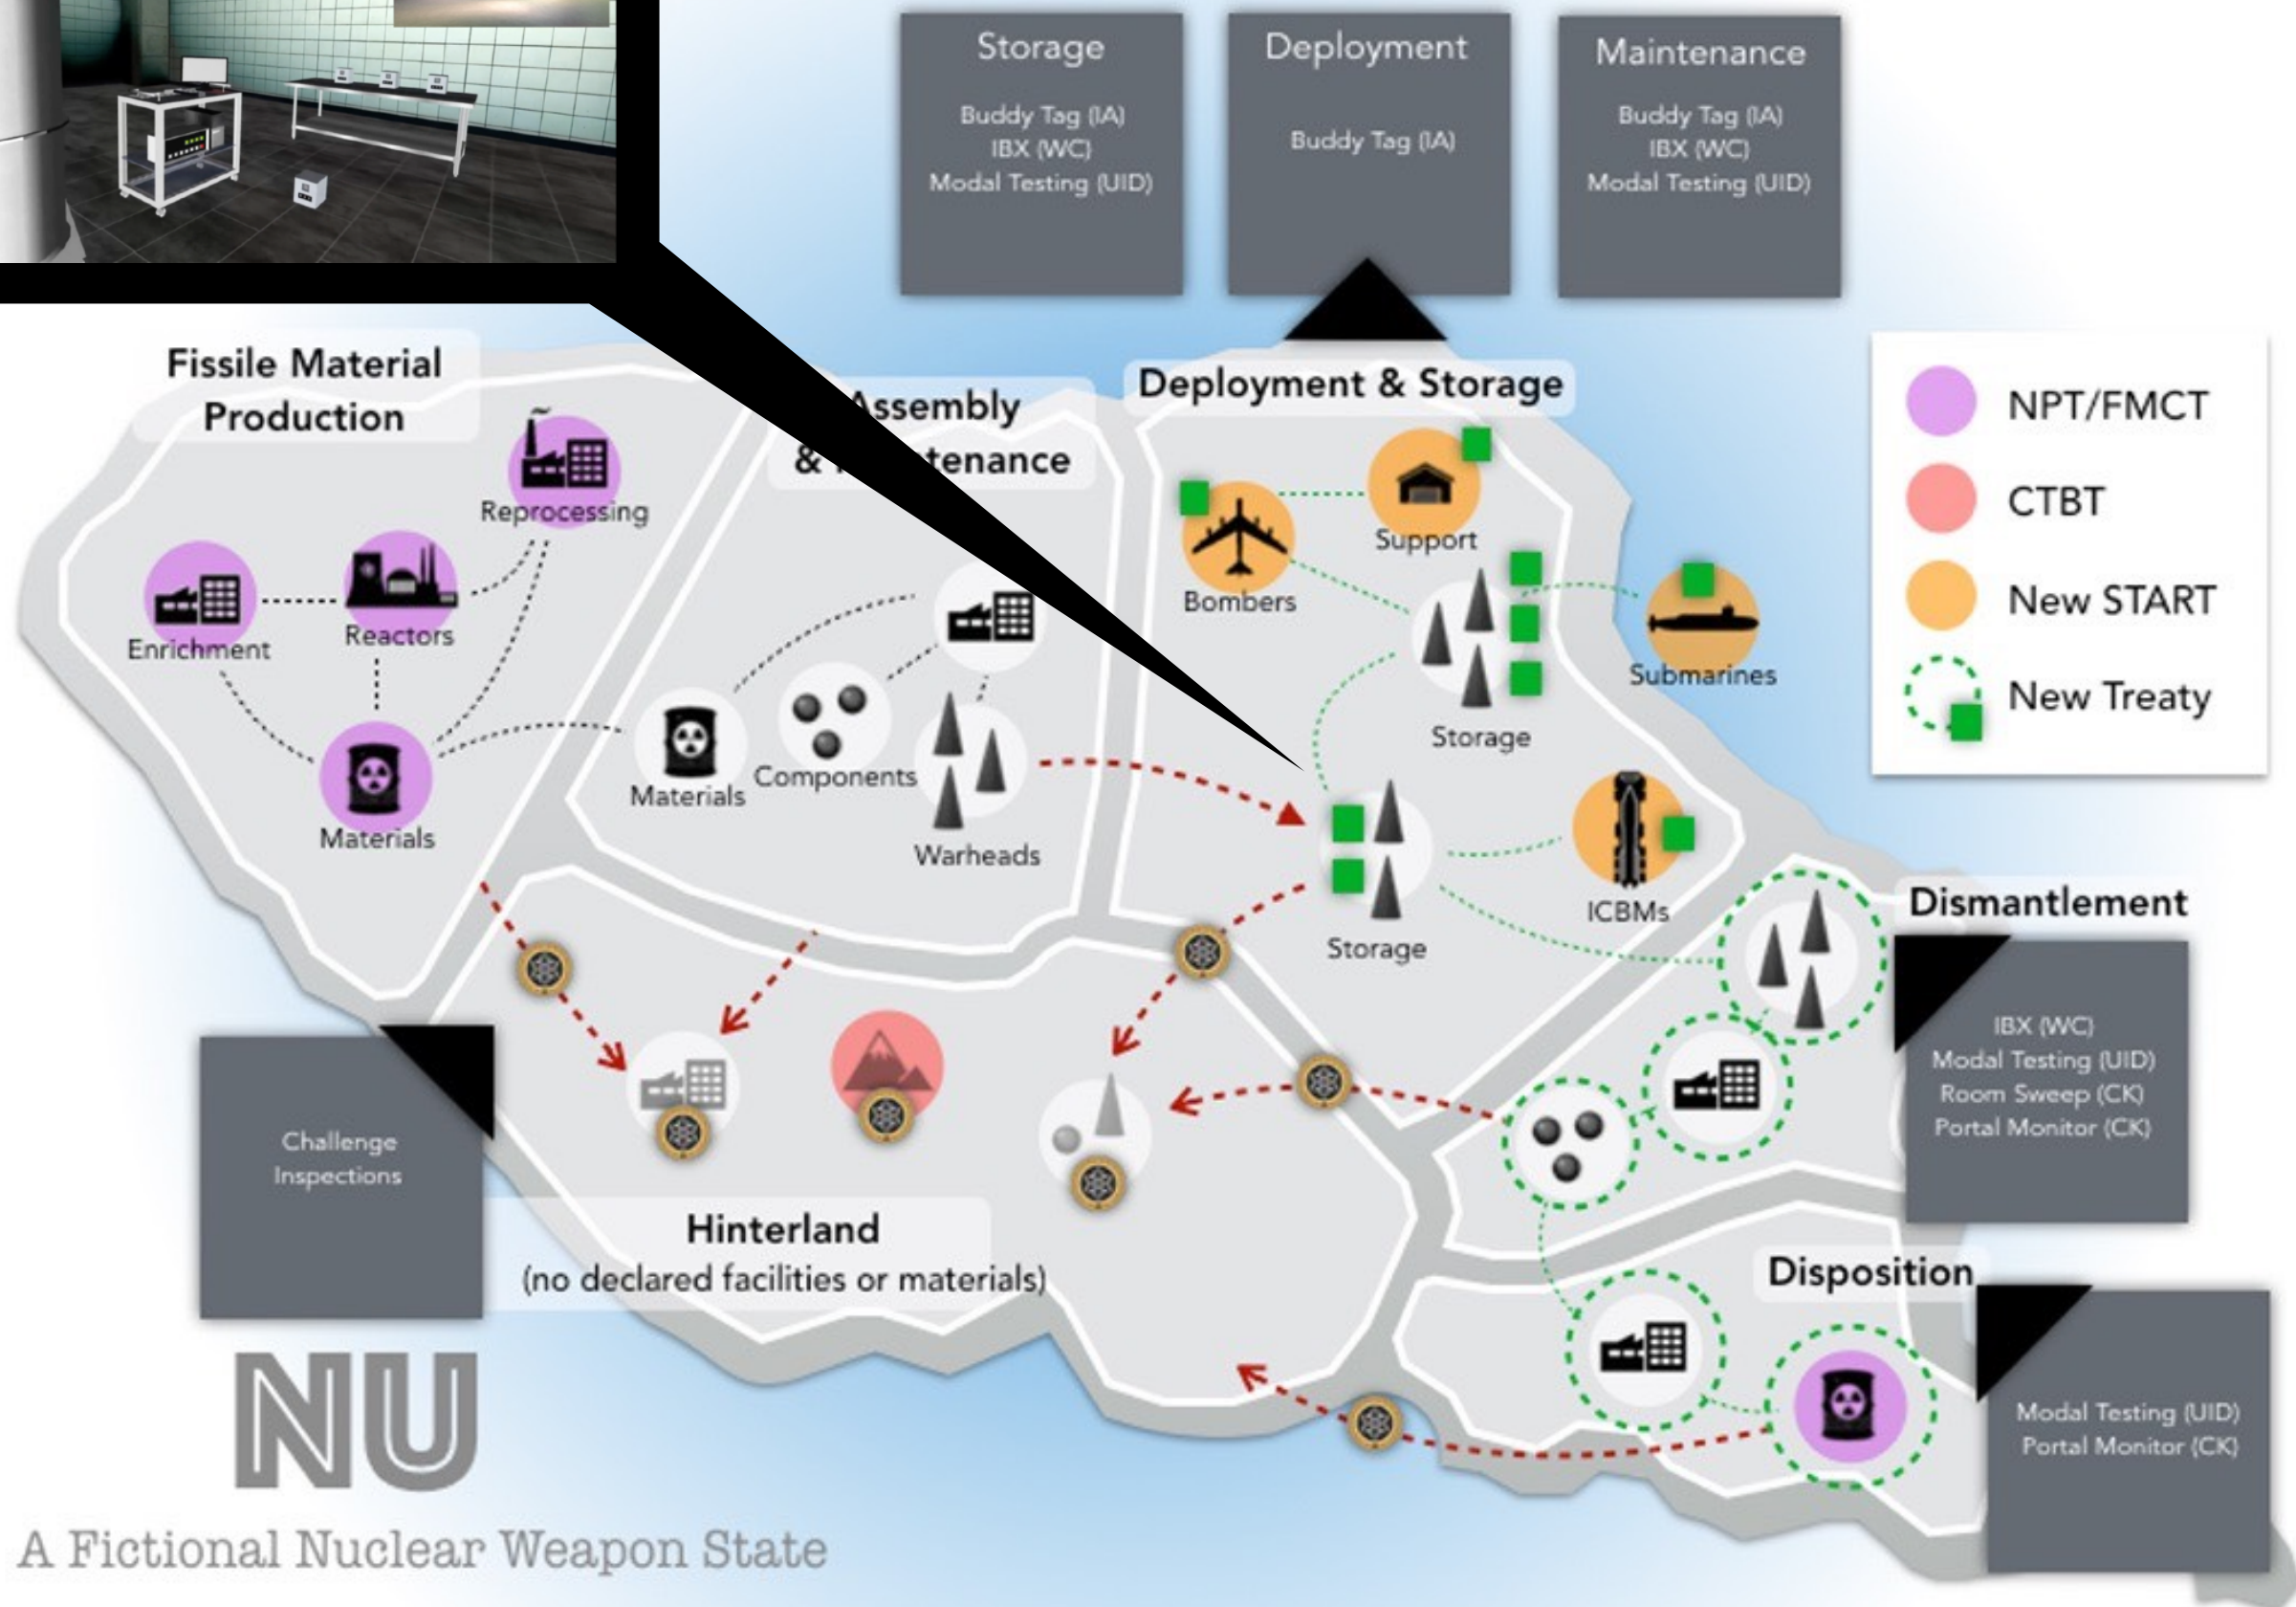 Storage
Buddy Tag (IA)
IBX (WC)
Modal Testing (UID)
Deployment
Buddy Tag (IA)
Maintenance
Buddy Tag (IA)
IBX (WC)
Modal Testing (UID)
Fissile Material
Production
Reprocessing
Enrichment
Reactors
Materials
Assembly
&
Materials
Components
Warheads
Deployment & Storage
Support
Bombers
Submarines
Storage
ICBMs
Storage
NPT/FMCT
CTBT
New START
New Treaty
Dismantlement
IBX (WC)
Modal Testing (UID)
Room Sweep (CK)
Portal Monitor (CK)
Challenge
Inspections
Hinterland
(no declared facilities or materials)
Disposition
Modal Testing (UID)
Portal Monitor (CK)
NU
A Fictional Nuclear Weapon State